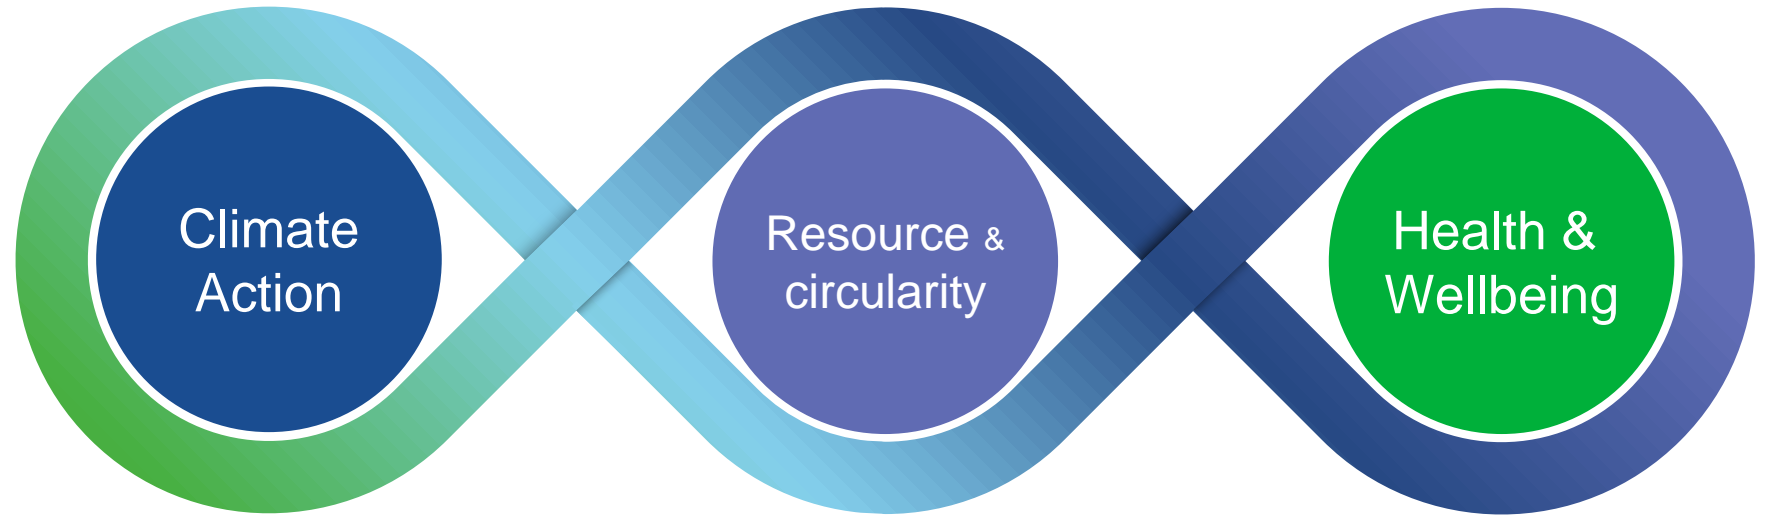 Climate
Action
Resource &
circularity
Health &
Wellbeing